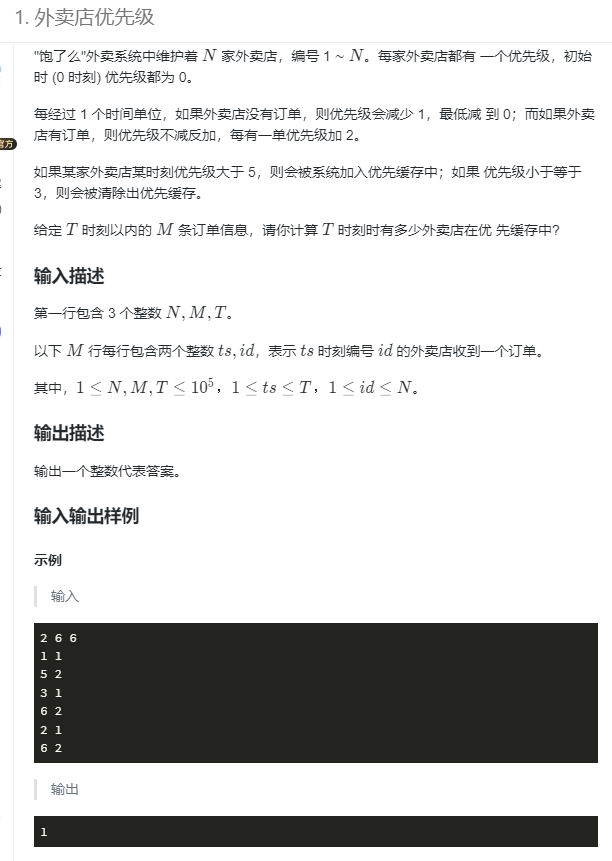 1. 外卖店优先级
"饱了么"外卖系统中维护着 N 家外卖店，编号 1 ~ N。每家外卖店都有 一个优先级，初始
时 (0 时刻) 优先级都为 0。
每经过 1 个时间单位，如果外卖店没有订单，则优先级会减少 1，最低减 到 0；而如果外卖
店有订单，则优先级不减反加，每有一单优先级加 2。
如果某家外卖店某时刻优先级大于 5，则会被系统加入优先缓存中；如果 优先级小于等于
3，则会被清除出优先缓存。
给定 T 时刻以内的 M 条订单信息，请你计算 T 时刻时有多少外卖店在优 先缓存中?
输入描述
第一行包含 3 个整数 N, M, T。
以下 M 行每行包含两个整数 ts, id，表示 ts 时刻编号 id 的外卖店收到一个订单。
其中，1 ≤ N, M, T ≤ 10⁵，1 ≤ ts ≤ T，1 ≤ id ≤ N。
输出描述
输出一个整数代表答案。
输入输出样例
示例
输入
2 6 6
1 1
5 2
3 1
6 2
2 1
6 2
输出
1